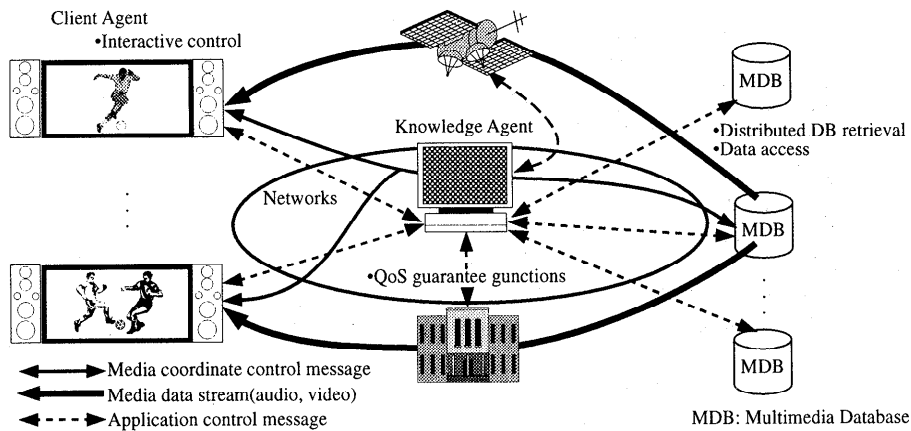 Client Agent
•Interactive control
MDB
Knowledge Agent
•Distributed DB retrieval
•Data access
Networks
MDB
•QoS guarantee gunctions
MDB
Media coordinate control message
Media data stream(audio, video)
Application control message
MDB: Multimedia Database